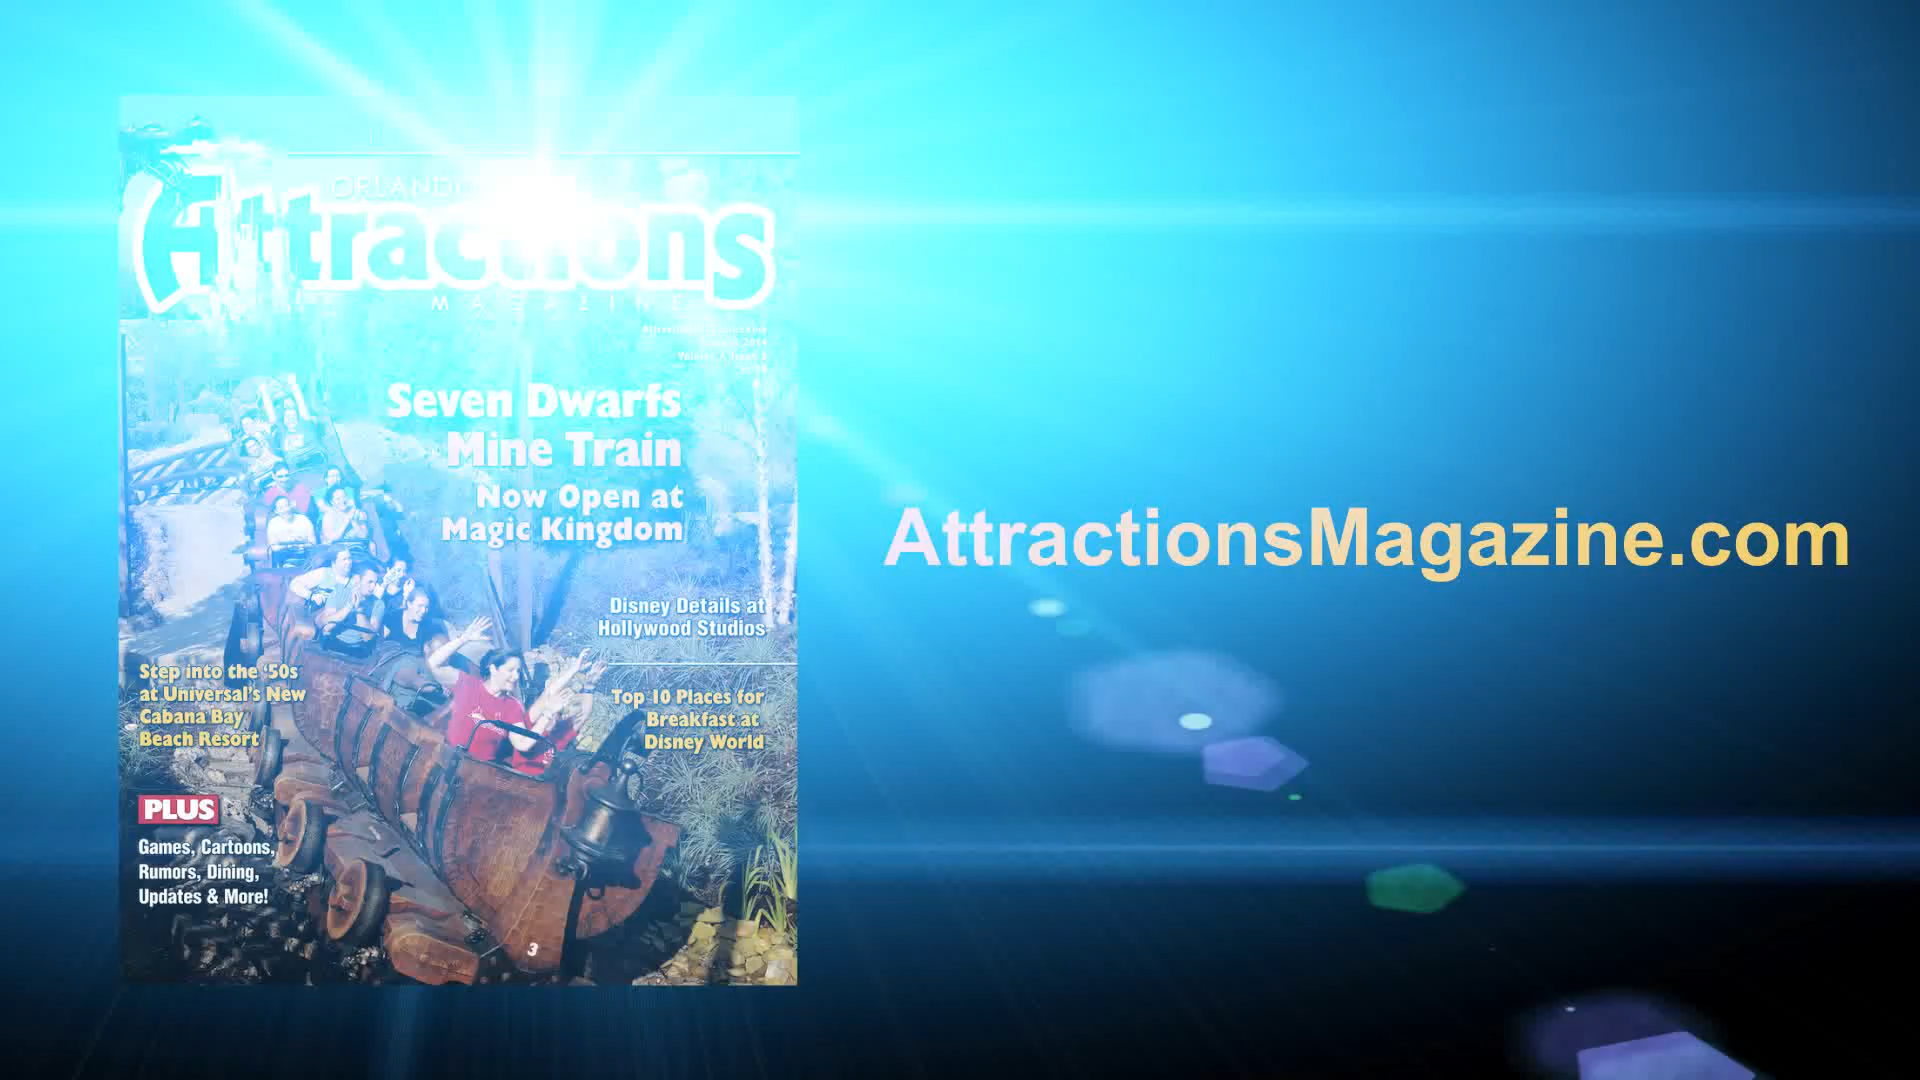 ORLANDO
Attractions
MAGAZINE
Seven Dwarfs
Mine Train
Now Open at
Magic Kingdom
AttractionsMagazine.com
Disney Details at
Hollywood Studios
Step into the ‘50s
at Universal’s New
Cabana Bay
Beach Resort
Top 10 Places for
Breakfast at
Disney World
PLUS
Games, Cartoons,
Rumors, Dining,
Updates & More!
3